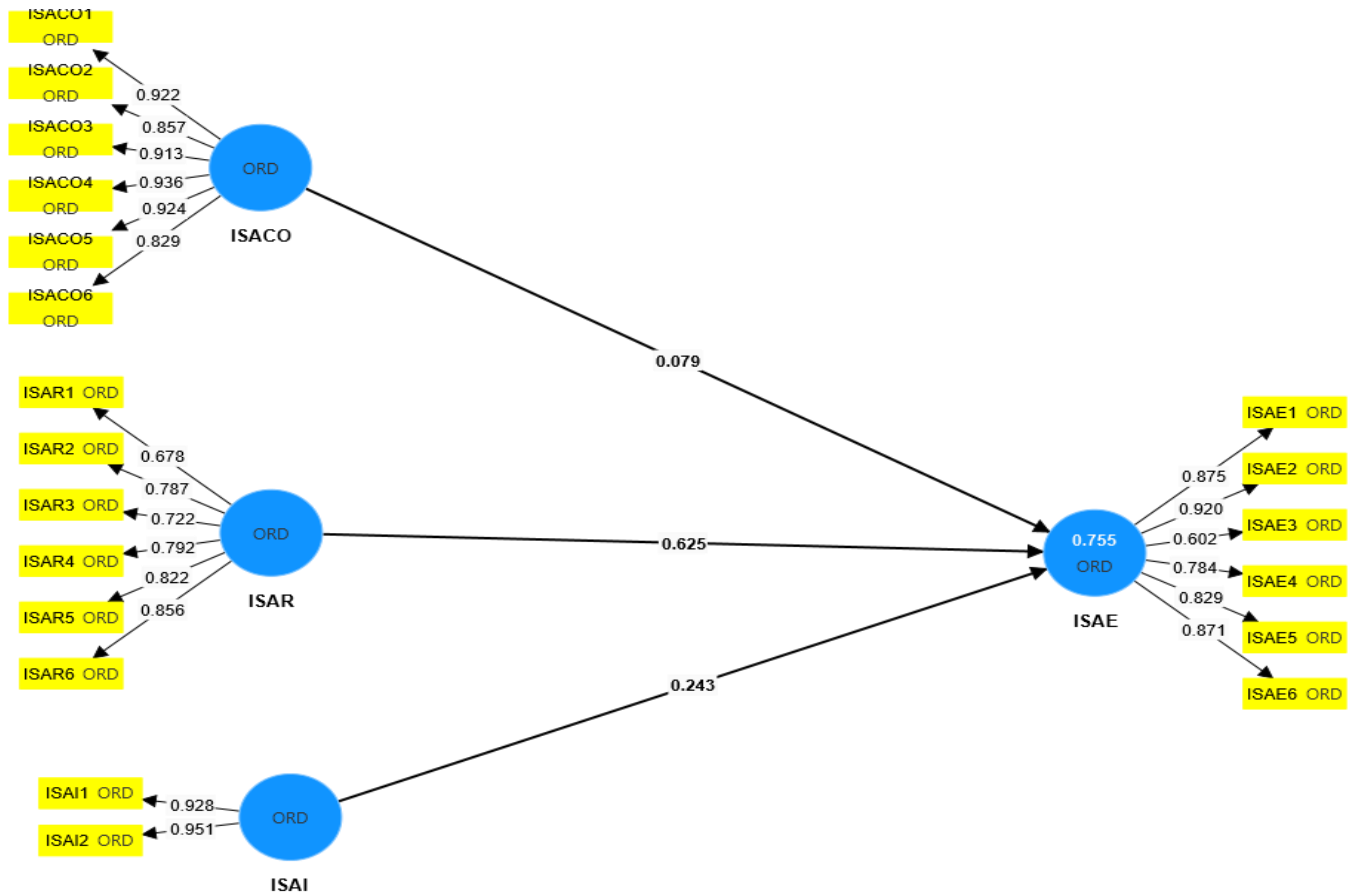 ISACO1
ORD
ISACO2
ORD
ISACO3
ORD
ISACO4
ORD
ISACO5
ORD
ISACO6
ORD
0.922
0.857
0.913
0.936
0.924
0.829
ORD
ISACO
0.079
ISAR1 ORD
ISAR2 ORD
ISAR3 ORD
ISAR4 ORD
ISAR5 ORD
ISAR6 ORD
0.678
0.787
0.722
0.792
0.822
0.856
ORD
ISAR
0.625
ISAI1 ORD
ISAI2 ORD
0.928
0.951
ORD
ISAI
0.243
0.755
ORD
ISAE
0.875
0.920
0.602
0.784
0.829
0.871
ISAE1 ORD
ISAE2 ORD
ISAE3 ORD
ISAE4 ORD
ISAE5 ORD
ISAE6 ORD